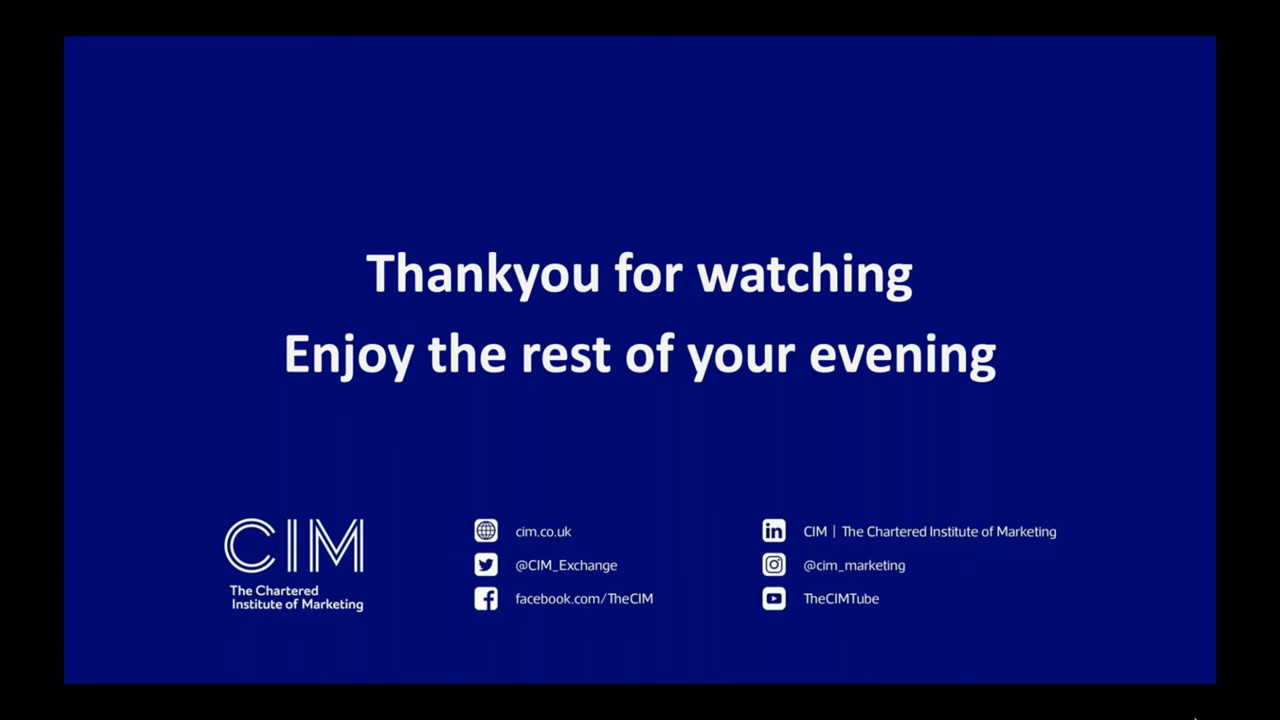 Thankyou for watching
Enjoy the rest of your evening
CIM
The Chartered
Institute of Marketing
cim.co.uk
@CIM_Exchange
facebook.com/TheCIM
CIM | The Chartered Institute of Marketing
@cim_marketing
TheCIMTube